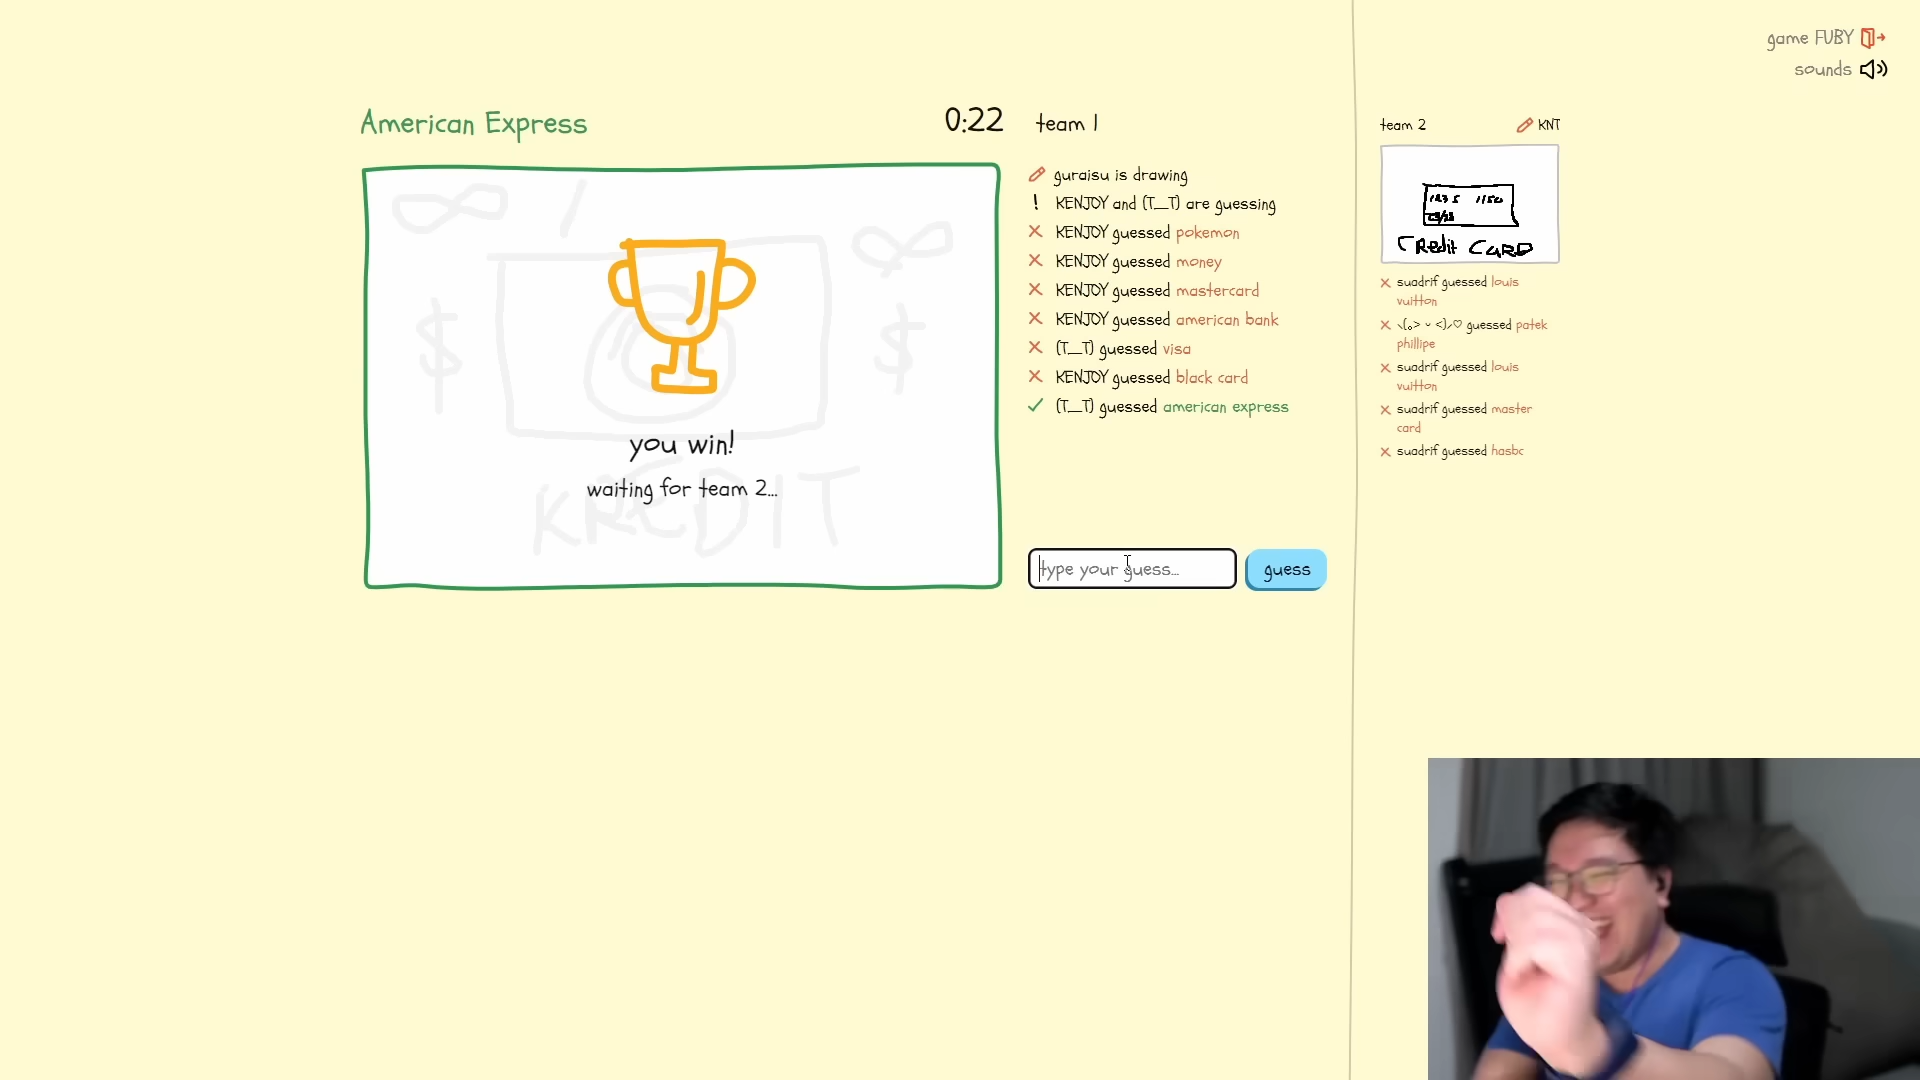 game FUBY
sounds
American Express
0:22
∞ /
∞
$
$
KREDIT
you win!
waiting for team 2...
team 1
guraisu is drawing
! KENJOY and (T__T) are guessing
KENJOY guessed pokemon
KENJOY guessed money
KENJOY guessed mastercard
KENJOY guessed american bank
(T__T) guessed visa
KENJOY guessed black card
(T__T) guessed american express
type your guess...
guess
team 2
KNT
CRedit CARD
suadrif guessed louis
vuitton
⸜(｡˃ ᵕ ˂)⸝♡ guessed patek
phillipe
suadrif guessed louis
vuitton
suadrif guessed master
card
suadrif guessed hasbc